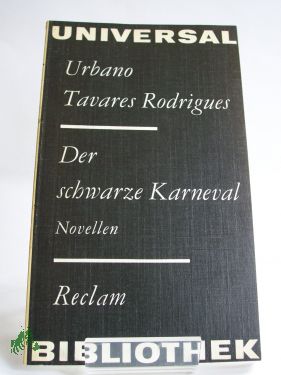 UNIVERSAL
Urbano
Tavares Rodrigues
Der
schwarze Karneval
Novellen
Reclam
BIBLIOTHEK